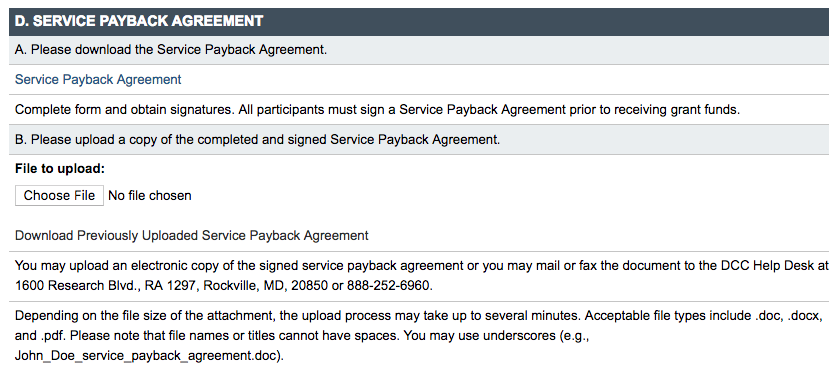 D. SERVICE PAYBACK AGREEMENT
A. Please download the Service Payback Agreement.
Service Payback Agreement
Complete form and obtain signatures. All participants must sign a Service Payback Agreement prior to receiving grant funds.
B. Please upload a copy of the completed and signed Service Payback Agreement.
File to upload:
Choose File No file chosen
Download Previously Uploaded Service Payback Agreement
You may upload an electronic copy of the signed service payback agreement or you may mail or fax the document to the DCC Help Desk at
1600 Research Blvd., RA 1297, Rockville, MD, 20850 or 888-252-6960.
Depending on the file size of the attachment, the upload process may take up to several minutes. Acceptable file types include .doc, .docx,
and .pdf. Please note that file names or titles cannot have spaces. You may use underscores (e.g.,
John_Doe_service_payback_agreement.doc).